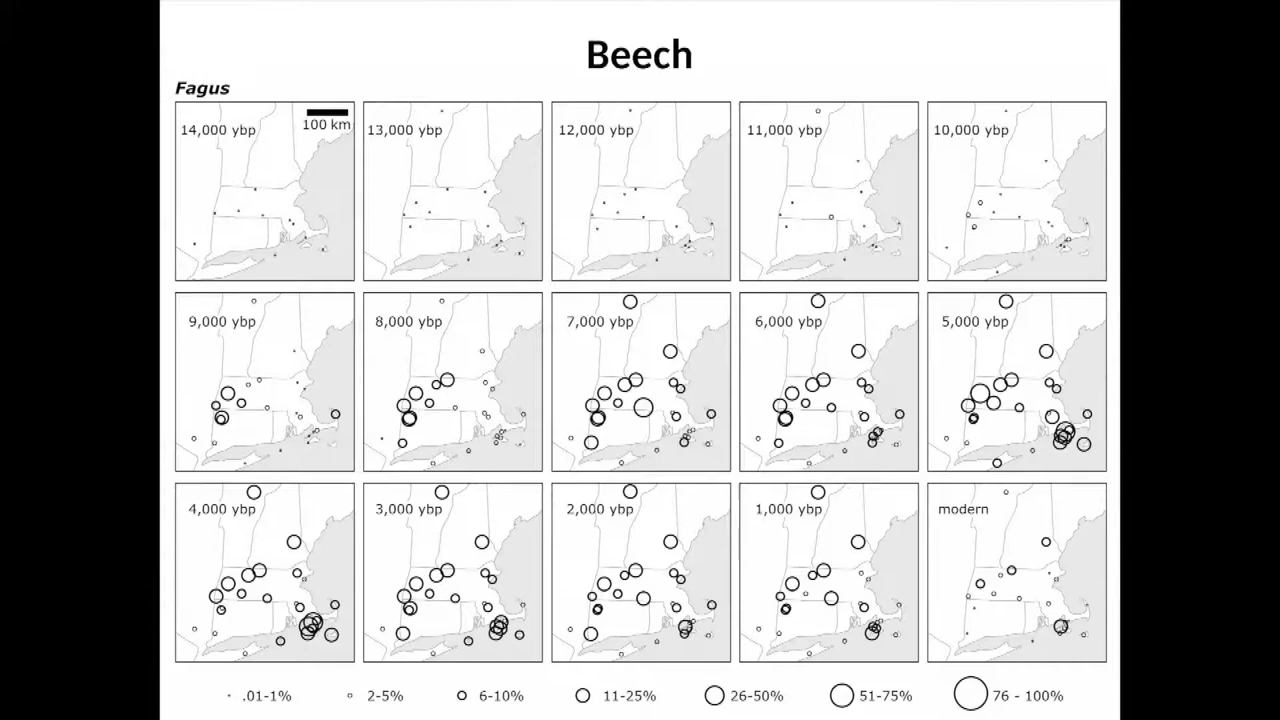 Beech
Fagus
14,000 ybp
100 km
13,000 ybp
12,000 ybp
11,000 ybp
10,000 ybp
9,000 ybp
8,000 ybp
7,000 ybp
6,000 ybp
5,000 ybp
4,000 ybp
3,000 ybp
2,000 ybp
1,000 ybp
modern
.01-1% 2-5% 6-10% 11-25% 26-50% 51-75% 76 - 100%